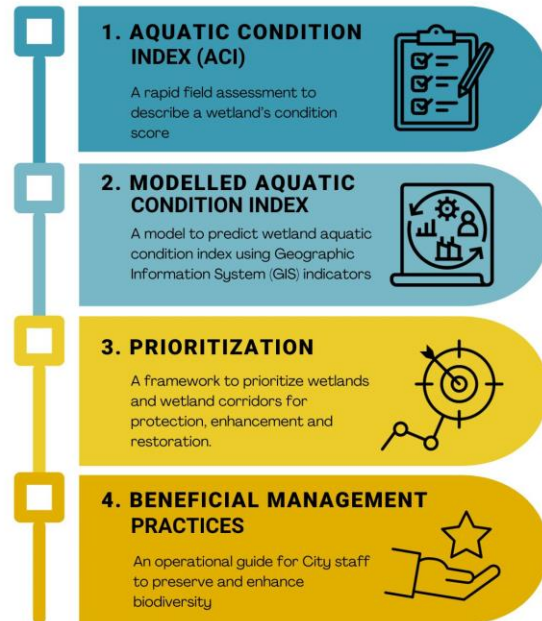 1. AQUATIC CONDITION
INDEX (ACI)
A rapid field assessment to
describe a wetland's condition
score
2. MODELLED AQUATIC
CONDITION INDEX
A model to predict wetland aquatic
condition index using Geographic
Information System (GIS) indicators
3. PRIORITIZATION
A framework to prioritize wetlands
and wetland corridors for
protection, enhancement and
restoration.
4. BENEFICIAL MANAGEMENT
PRACTICES
An operational guide for City staff
to preserve and enhance
biodiversity